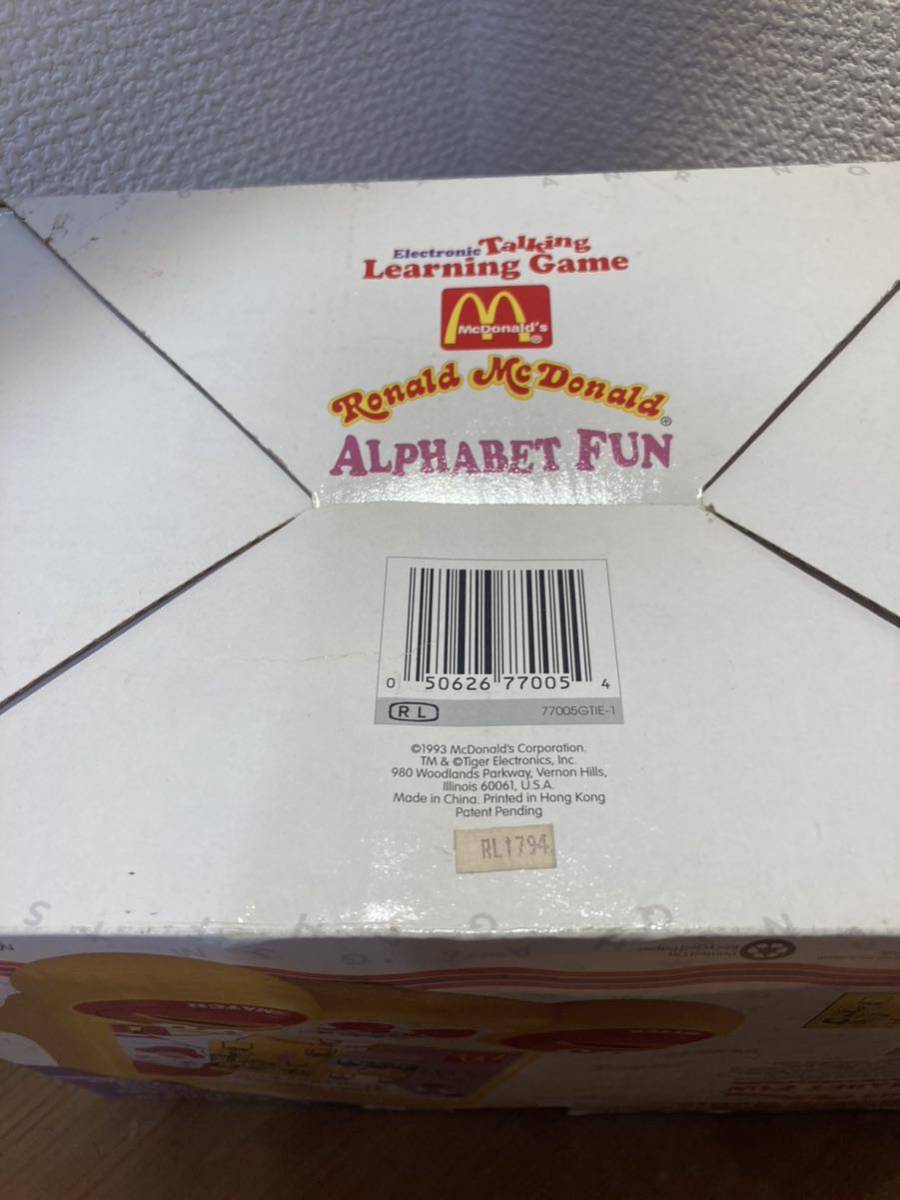 Electronic Talking
Learning Game
McDonald's
®
Ronald McDonald®
ALPHABET FUN
0 50626 77005 4
RL
77005GTIE-1
©1993 McDonald's Corporation.
TM & ©Tiger Electronics, Inc.
980 Woodlands Parkway, Vernon Hills,
Illinois 60061, U.S.A.
Made in China. Printed in Hong Kong
Patent Pending
RL1794